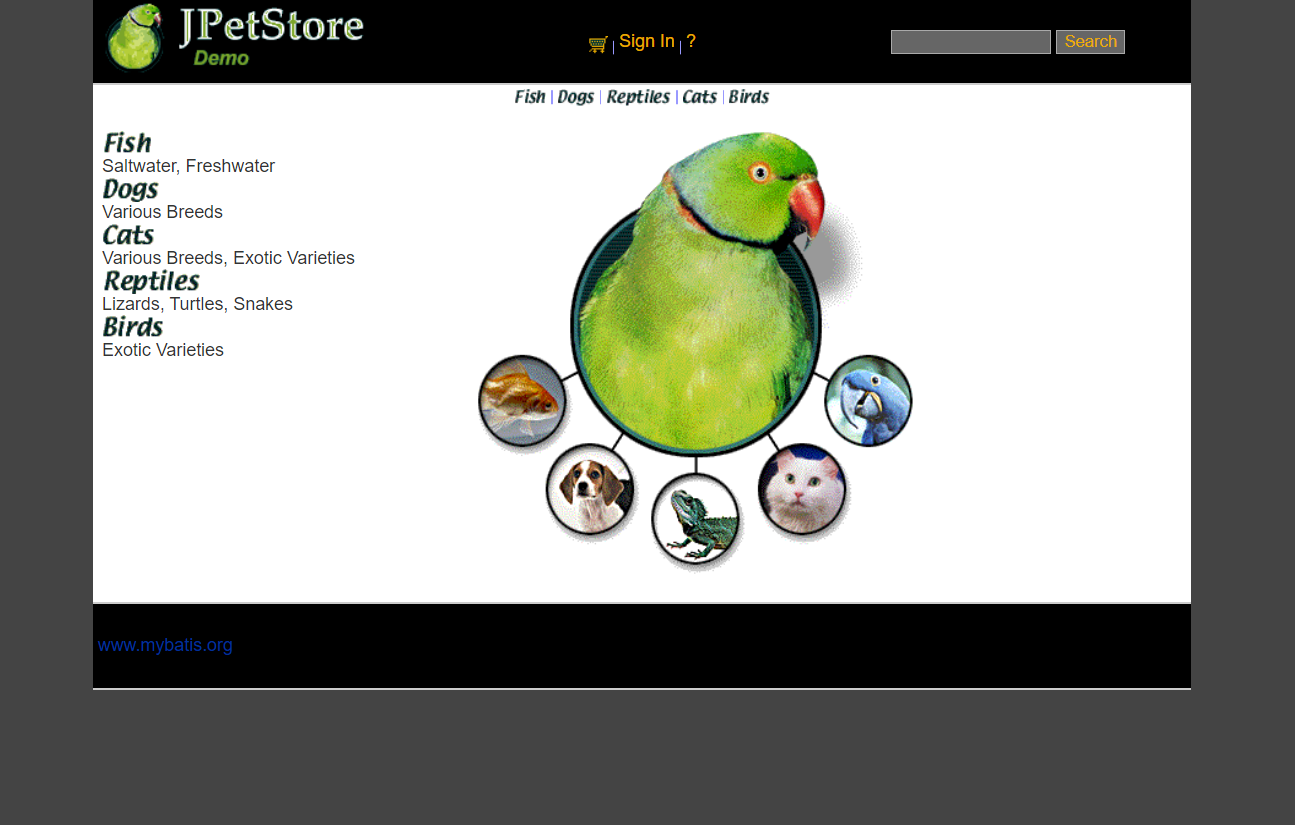 JPetStore
Demo
Sign In | ?
Search
Fish | Dogs | Reptiles | Cats | Birds
Fish
Saltwater, Freshwater
Dogs
Various Breeds
Cats
Various Breeds, Exotic Varieties
Reptiles
Lizards, Turtles, Snakes
Birds
Exotic Varieties
www.mybatis.org